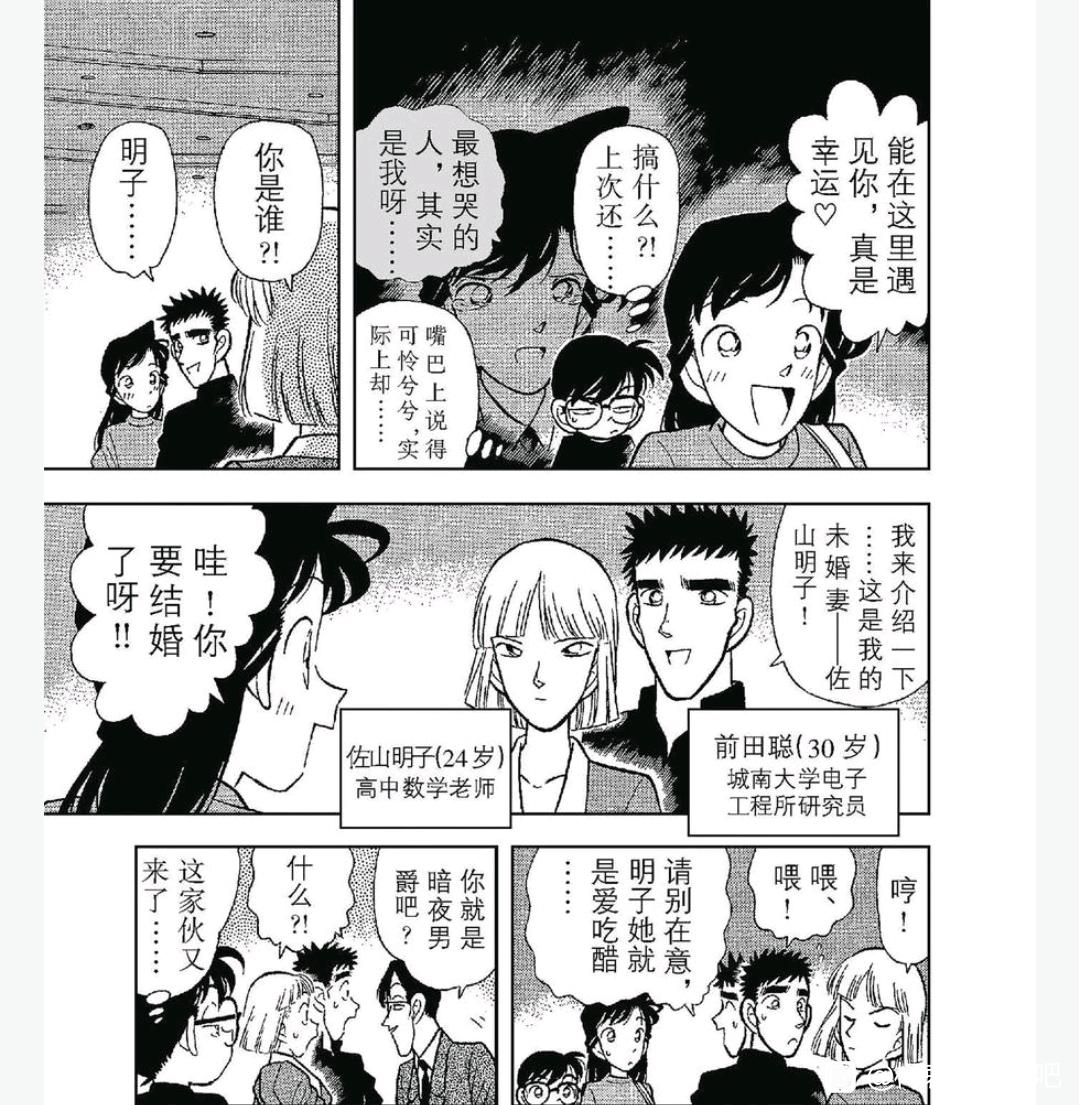 能在这里遇
见你，真是
幸运♡
搞什么?!
上次还……
最想哭的
人，其实
是我呀……
嘴巴上说得
可怜兮兮，实
际上却……
你是谁?!
明子……
我来介绍一下
……这是我的
未婚妻——佐
山明子！
前田聪(30岁)
城南大学电子
工程所研究员
佐山明子(24岁)
高中数学老师
哇！你
要结婚
了呀!!
哼！
喂、
喂！
请别在意，
明子她就
是爱吃醋
……
你就是
暗夜男
爵吧？
什么?!
这家伙又
来了……
吧